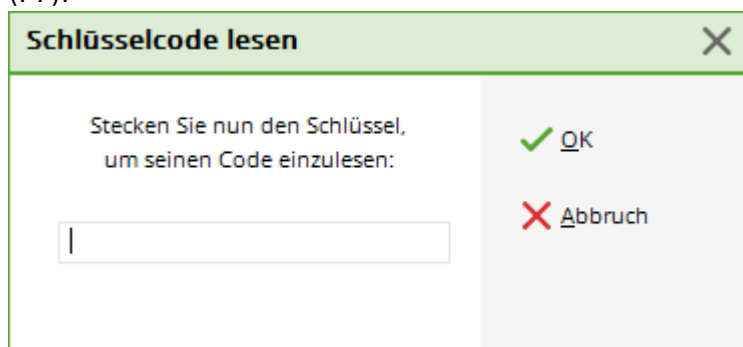 Schlüsselcode lesen
Stecken Sie nun den Schlüssel,
um seinen Code einzulesen:
OK
Abbruch